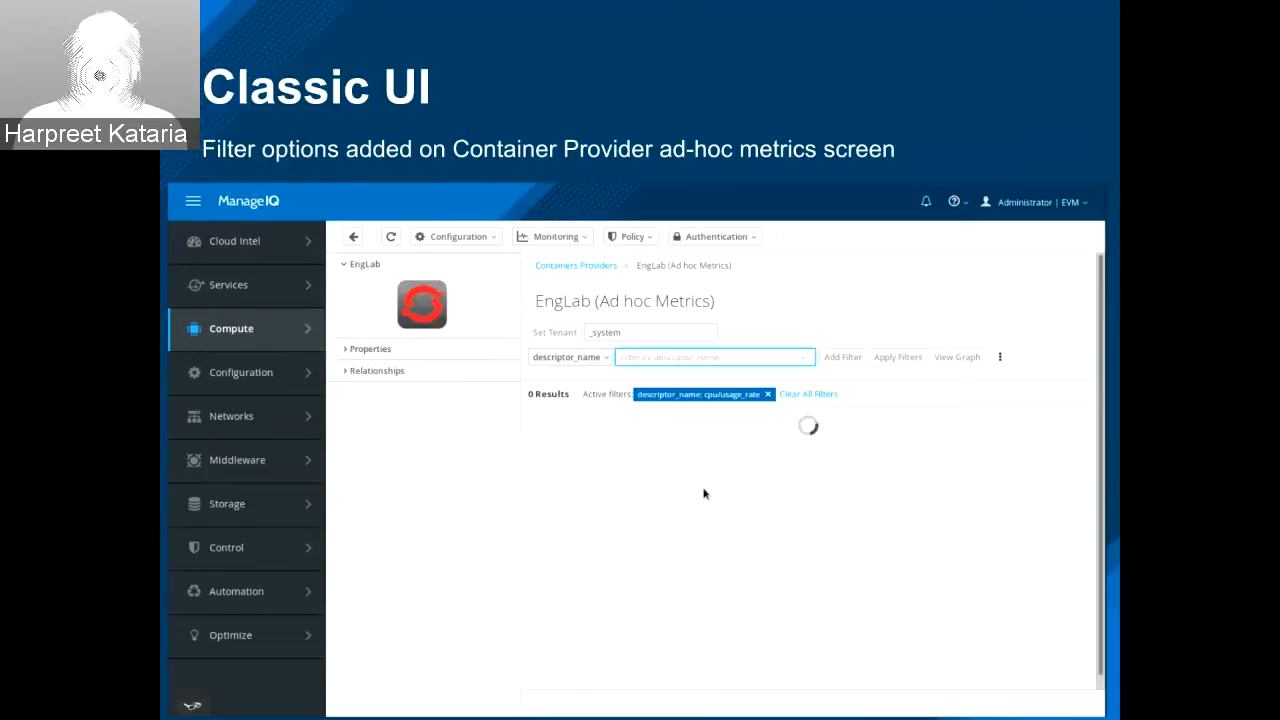 Harpreet Kataria
Classic UI
Filter options added on Container Provider ad-hoc metrics screen
ManageIQ
Administrator | EVM
Cloud Intel
Services
Compute
Configuration
Networks
Middleware
Storage
Control
Automation
Optimize
Configuration
Monitoring
Policy
Authentication
EngLab
Properties
Relationships
Containers Providers » EngLab (Ad hoc Metrics)
EngLab (Ad hoc Metrics)
Set Tenant _system
descriptor_name Filter by descriptor_name Add Filter Apply Filters View Graph
0 Results Active filters: descriptor_name: cpu/usage_rate × Clear All Filters